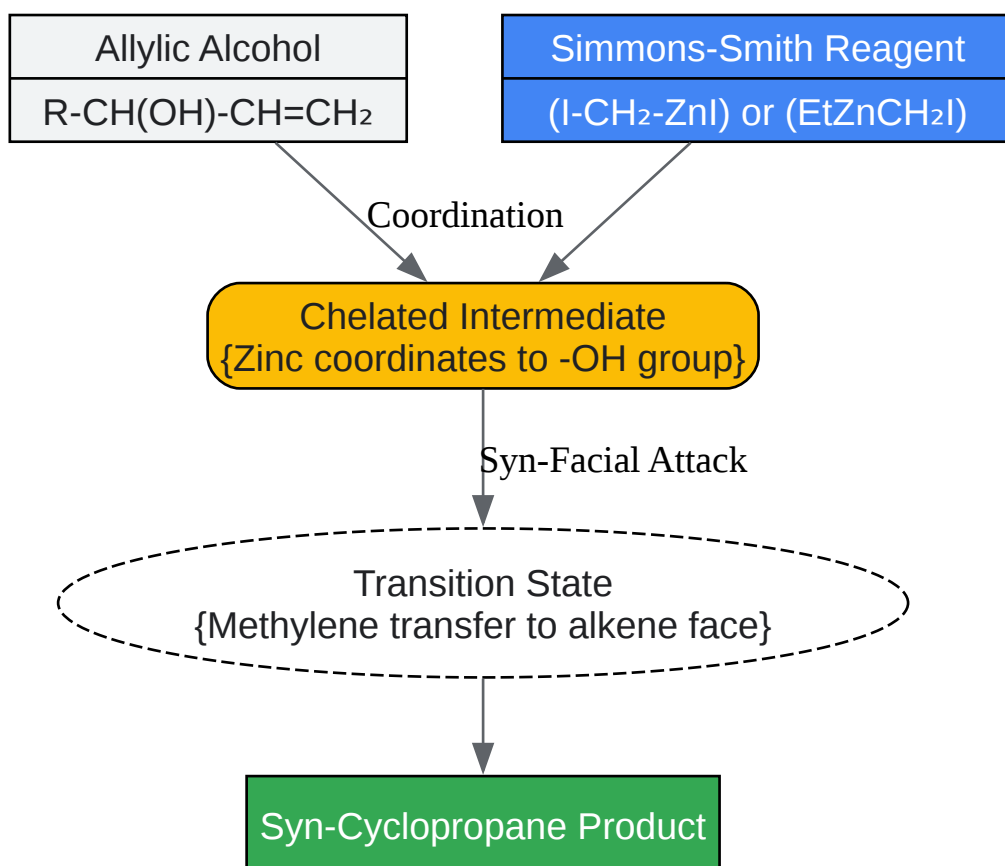 Allylic Alcohol
R-CH(OH)-CH=CH₂
Simmons-Smith Reagent
(I-CH₂-ZnI) or (EtZnCH₂I)
Coordination
Chelated Intermediate
{Zinc coordinates to -OH group}
Syn-Facial Attack
Transition State
{Methylene transfer to alkene face}
Syn-Cyclopropane Product